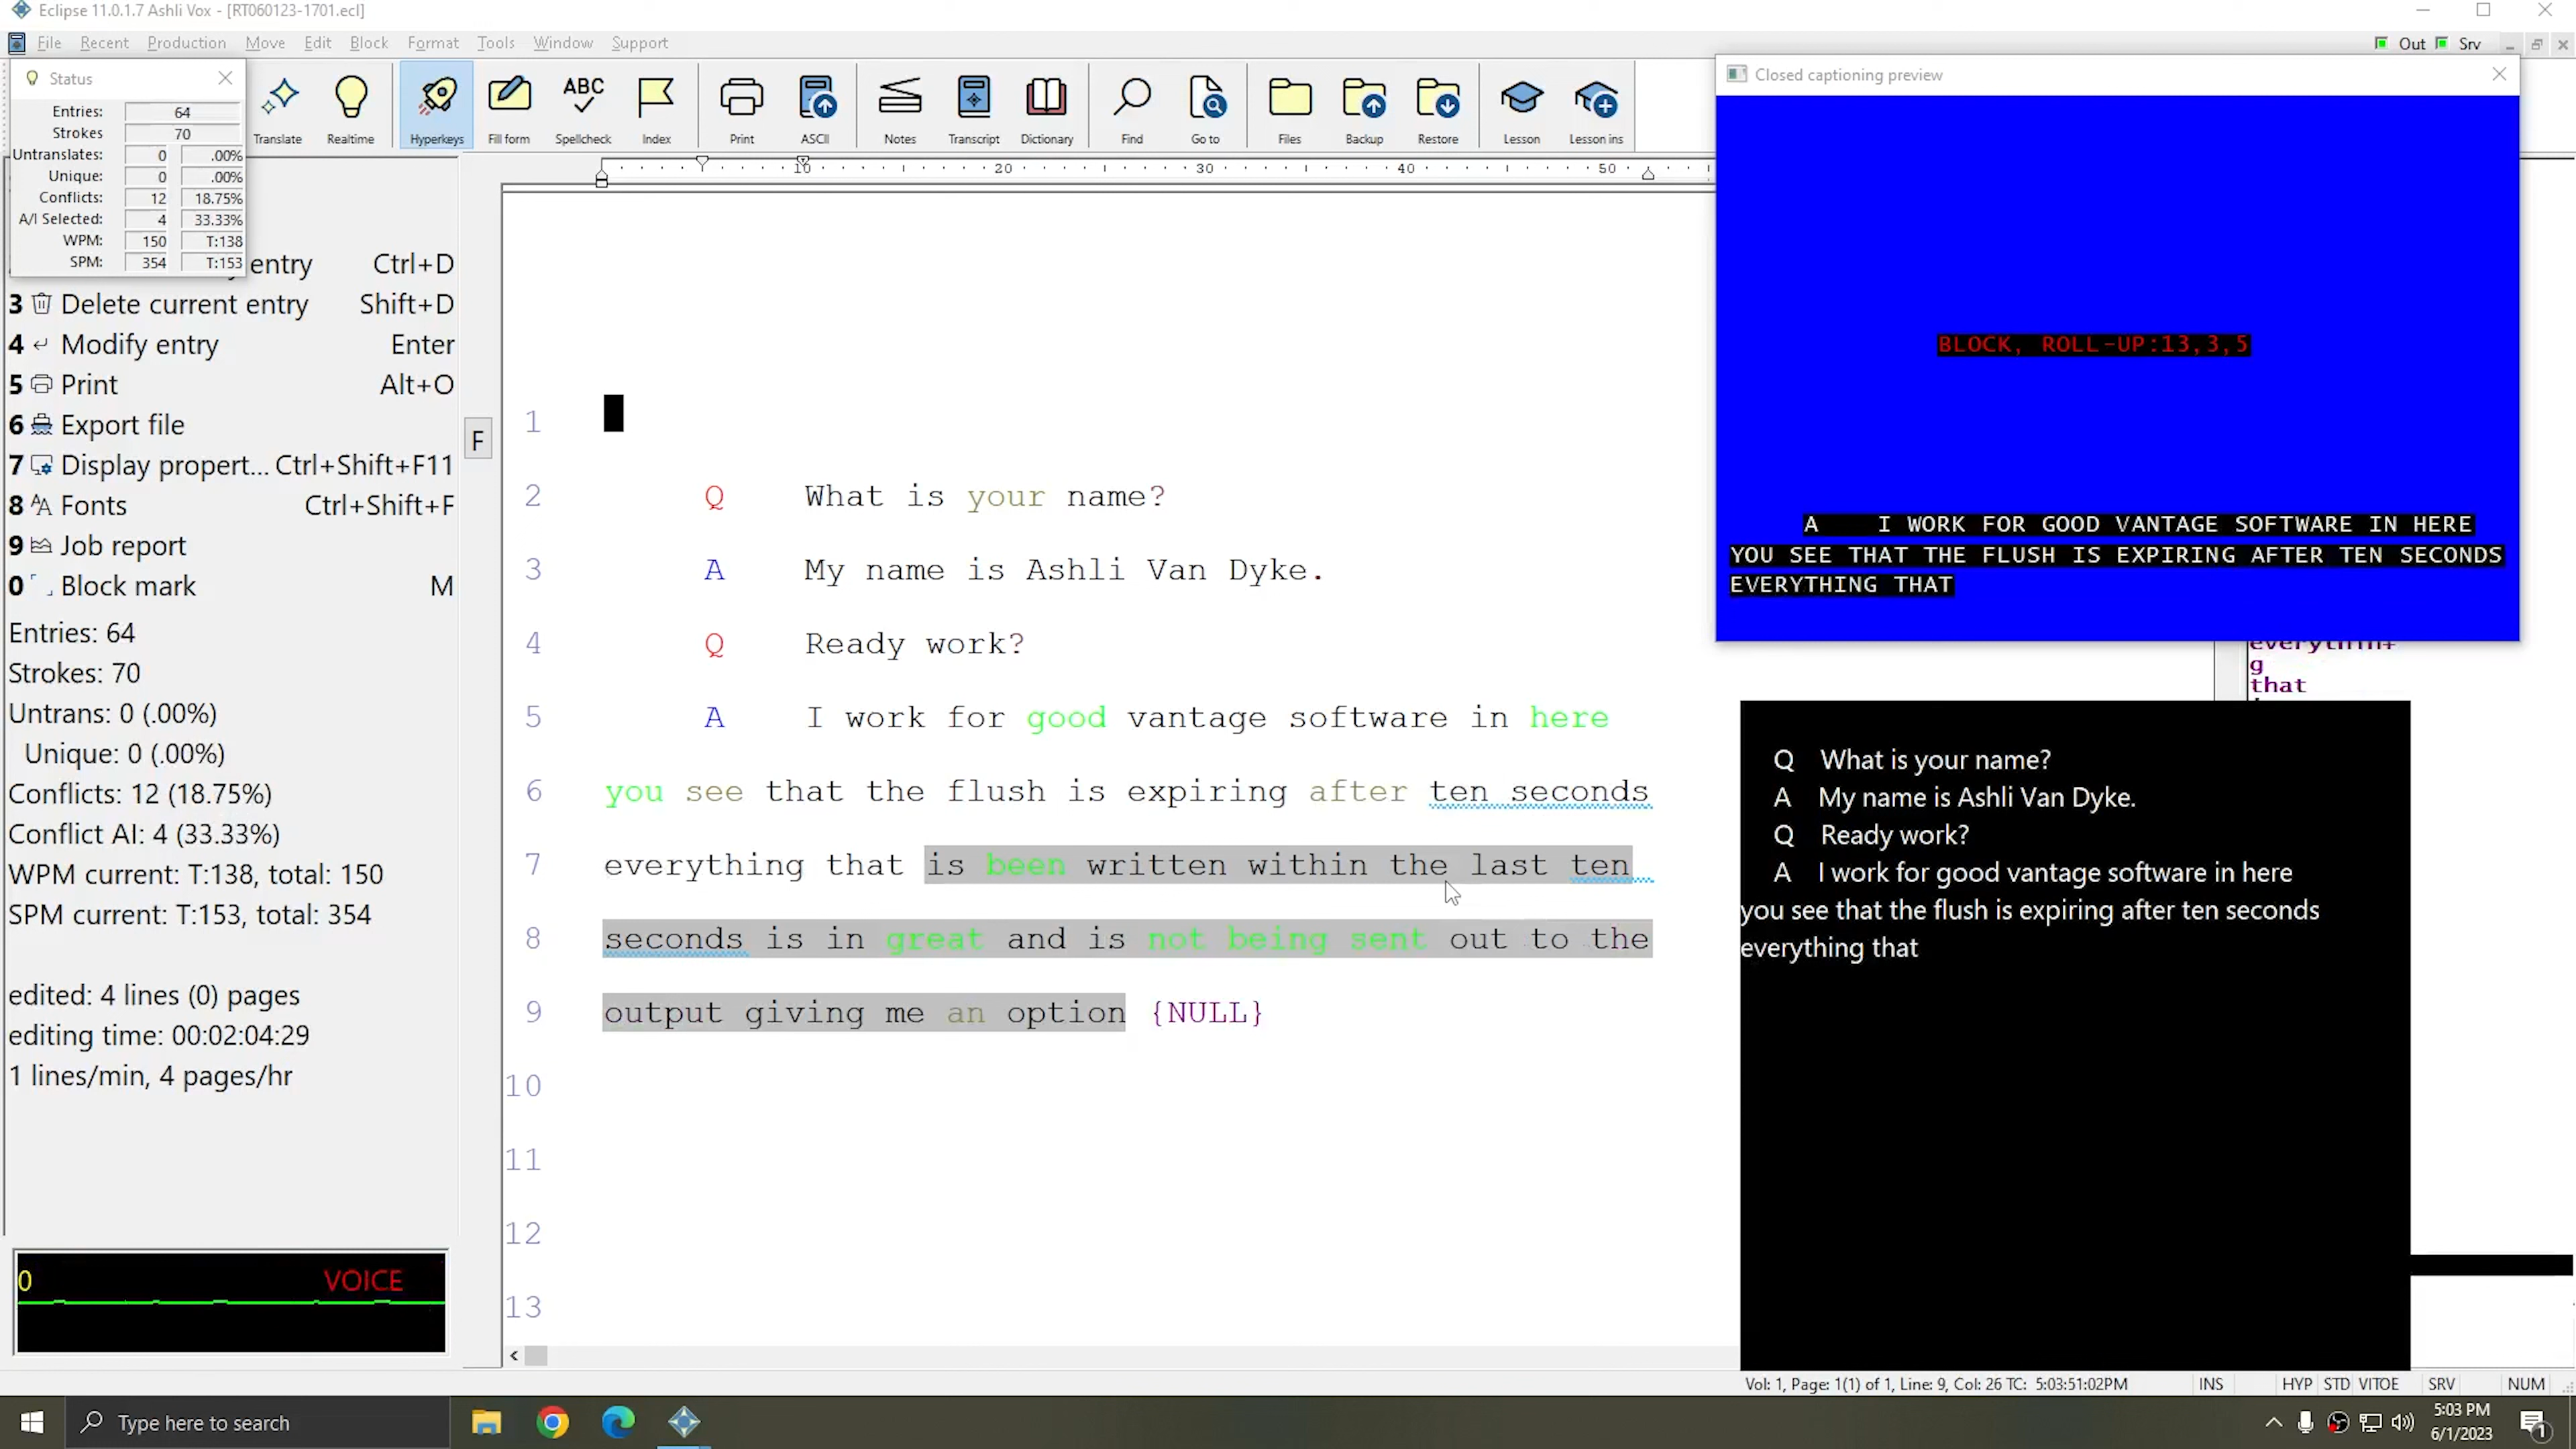 Eclipse 11.0.1.7 Ashli Vox - [RT060123-1701.ecl]
File Recent Production Move Edit Block Format Tools Window Support
Out Srv
Status
Entries: 64
Strokes 70
Untranslates: 0 .00%
Unique: 0 .00%
Conflicts: 12 18.75%
A/I Selected: 4 33.33%
WPM: 150 T:138
SPM: 354 T:153
Translate Realtime Hyperkeys Fill form Spellcheck Index Print ASCII Notes Transcript Dictionary Find Go to Files Backup Restore Lesson Lesson ins
ABC
10 20 30 40 50
entry Ctrl+D
3 Delete current entry Shift+D
4 Modify entry Enter
5 Print Alt+O
6 Export file
7 Display propert... Ctrl+Shift+F11
8 Fonts Ctrl+Shift+F
9 Job report
0 Block mark M
Entries: 64
Strokes: 70
Untrans: 0 (.00%)
Unique: 0 (.00%)
Conflicts: 12 (18.75%)
Conflict AI: 4 (33.33%)
WPM current: T:138, total: 150
SPM current: T:153, total: 354
edited: 4 lines (0) pages
editing time: 00:02:04:29
1 lines/min, 4 pages/hr
0 VOICE
F
1
2 Q What is your name?
3 A My name is Ashli Van Dyke.
4 Q Ready work?
5 A I work for good vantage software in here
6 you see that the flush is expiring after ten seconds
7 everything that is been written within the last ten
8 seconds is in great and is not being sent out to the
9 output giving me an option {NULL}
10
11
12
13
Closed captioning preview
BLOCK, ROLL-UP:13,3,5
A I WORK FOR GOOD VANTAGE SOFTWARE IN HERE
YOU SEE THAT THE FLUSH IS EXPIRING AFTER TEN SECONDS
EVERYTHING THAT
everythin+
g
that
Q What is your name?
A My name is Ashli Van Dyke.
Q Ready work?
A I work for good vantage software in here
you see that the flush is expiring after ten seconds
everything that
Vol: 1, Page: 1(1) of 1, Line: 9, Col: 26 TC: 5:03:51:02PM INS HYP STD VITOE SRV NUM
Type here to search
5:03 PM
6/1/2023
1